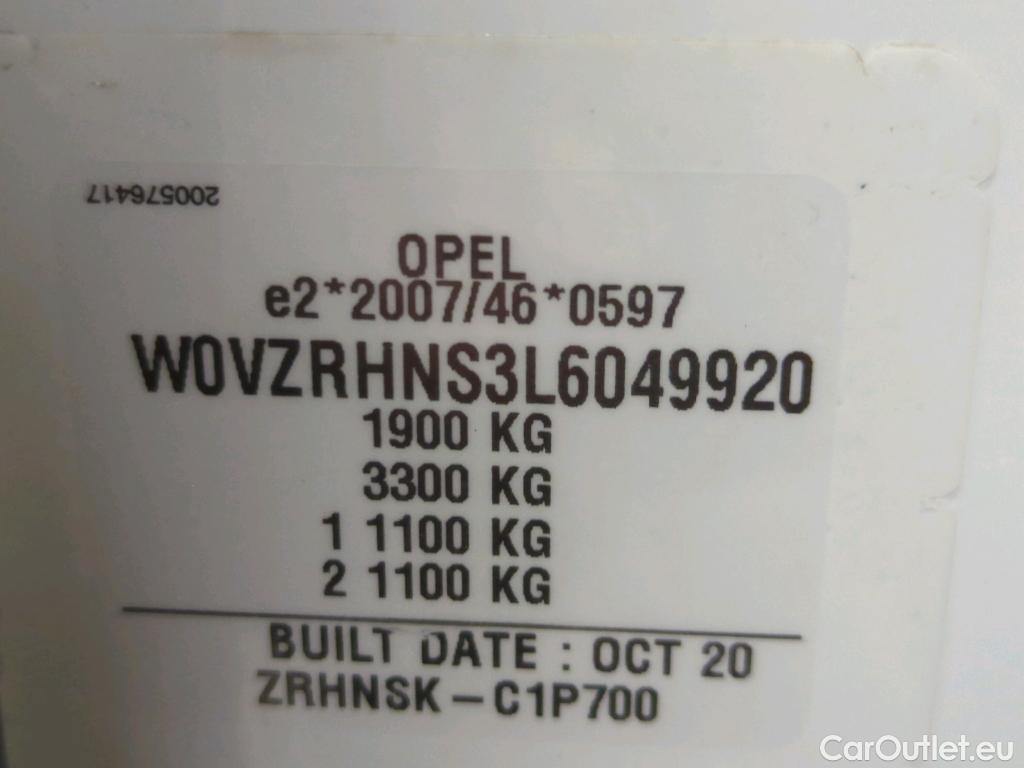 200576417
OPEL
e2*2007/46*0597
W0VZRHNS3L6049920
1900 KG
3300 KG
1 1100 KG
2 1100 KG
BUILT DATE : OCT 20
ZRHNSK-C1P700
CarOutlet.eu